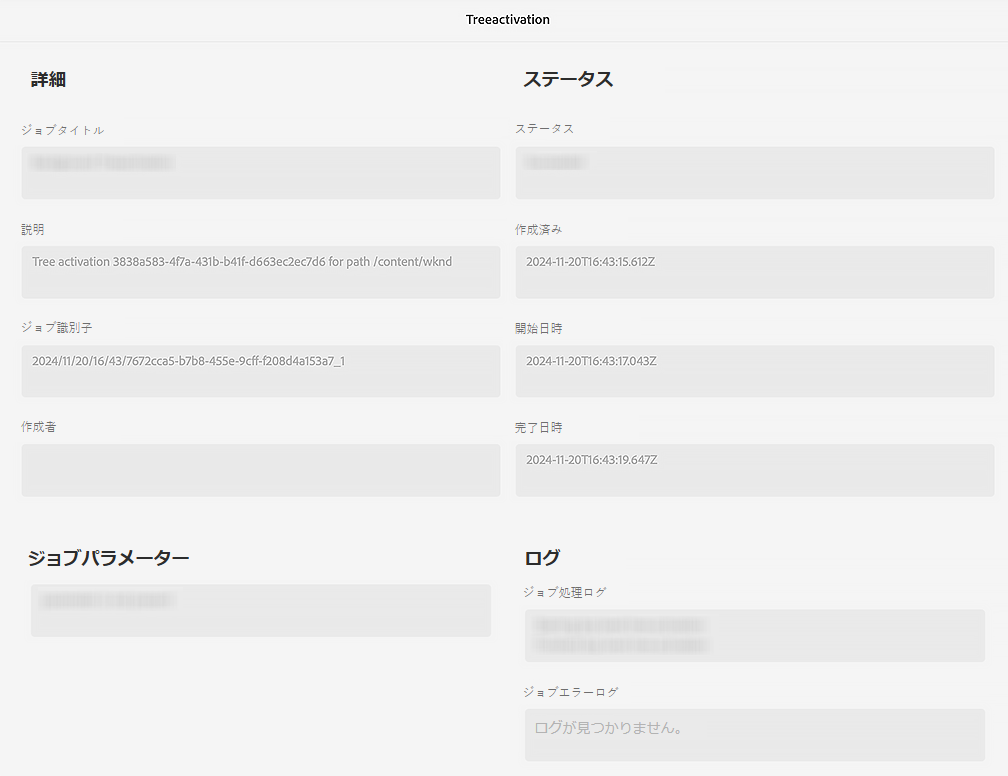 Treeactivation
詳細
ジョブタイトル
説明
Tree activation 3838a583-4f7a-431b-b41f-d663ec2ec7d6 for path /content/wknd
ジョブ識別子
2024/11/20/16/43/7672cca5-b7b8-455e-9cff-f208d4a153a7_1
作成者
ステータス
ステータス
作成済み
2024-11-20T16:43:15.612Z
開始日時
2024-11-20T16:43:17.043Z
完了日時
2024-11-20T16:43:19.647Z
ジョブパラメーター
ログ
ジョブ処理ログ
ジョブエラーログ
ログが見つかりません。